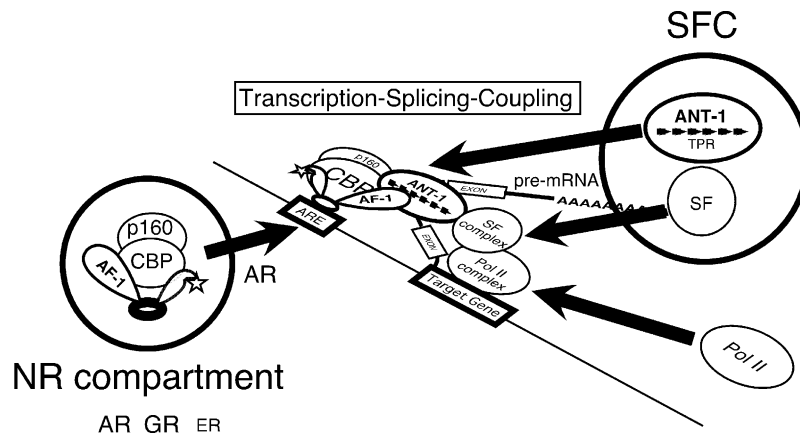 SFC
Transcription-Splicing-Coupling
ANT-1
TPR
SF
p160
CBP
AF-1
ANT-1
EXON
pre-mRNA
AAAAAAAA
ARE
SF
complex
EXON
Pol II
complex
Target Gene
p160
CBP
AF-1
AR
Pol II
NR compartment
AR GR ER